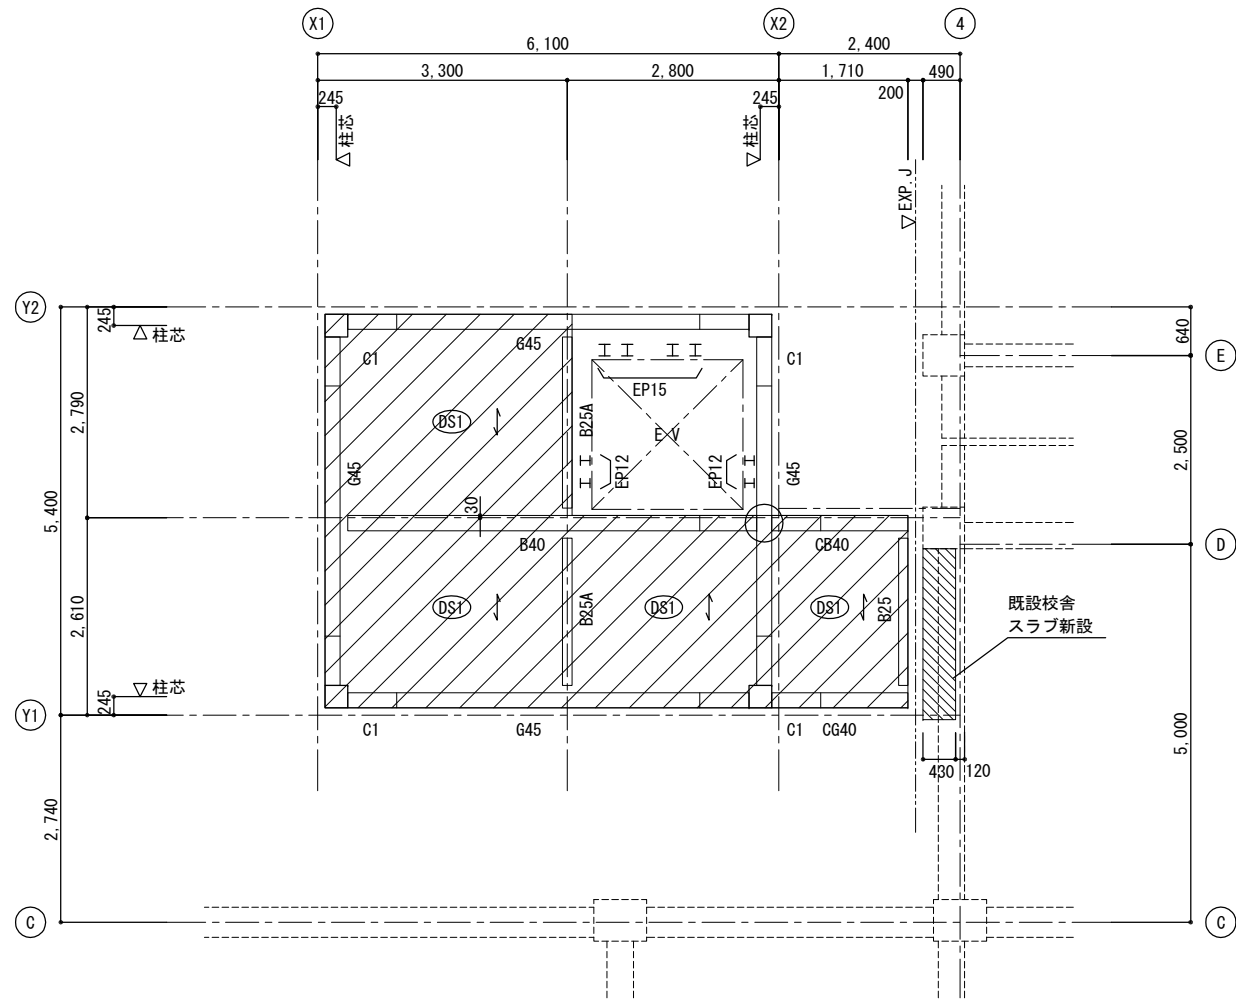 X1
X2
4
6,100
2,400
3,300
2,800
1,710
490
245
245
200
柱芯
柱芯
EXP.J
Y2
245
柱芯
640
E
C1
G45
C1
EP15
2,790
DS1
B25A
E V
2,500
G45
EP12
EP12
G45
5,400
30
B40
CB40
D
2,610
DS1
B25A
DS1
DS1
B25
既設校舎
スラブ新設
245
柱芯
Y1
C1
G45
C1
CG40
5,000
430
120
2,740
C
C